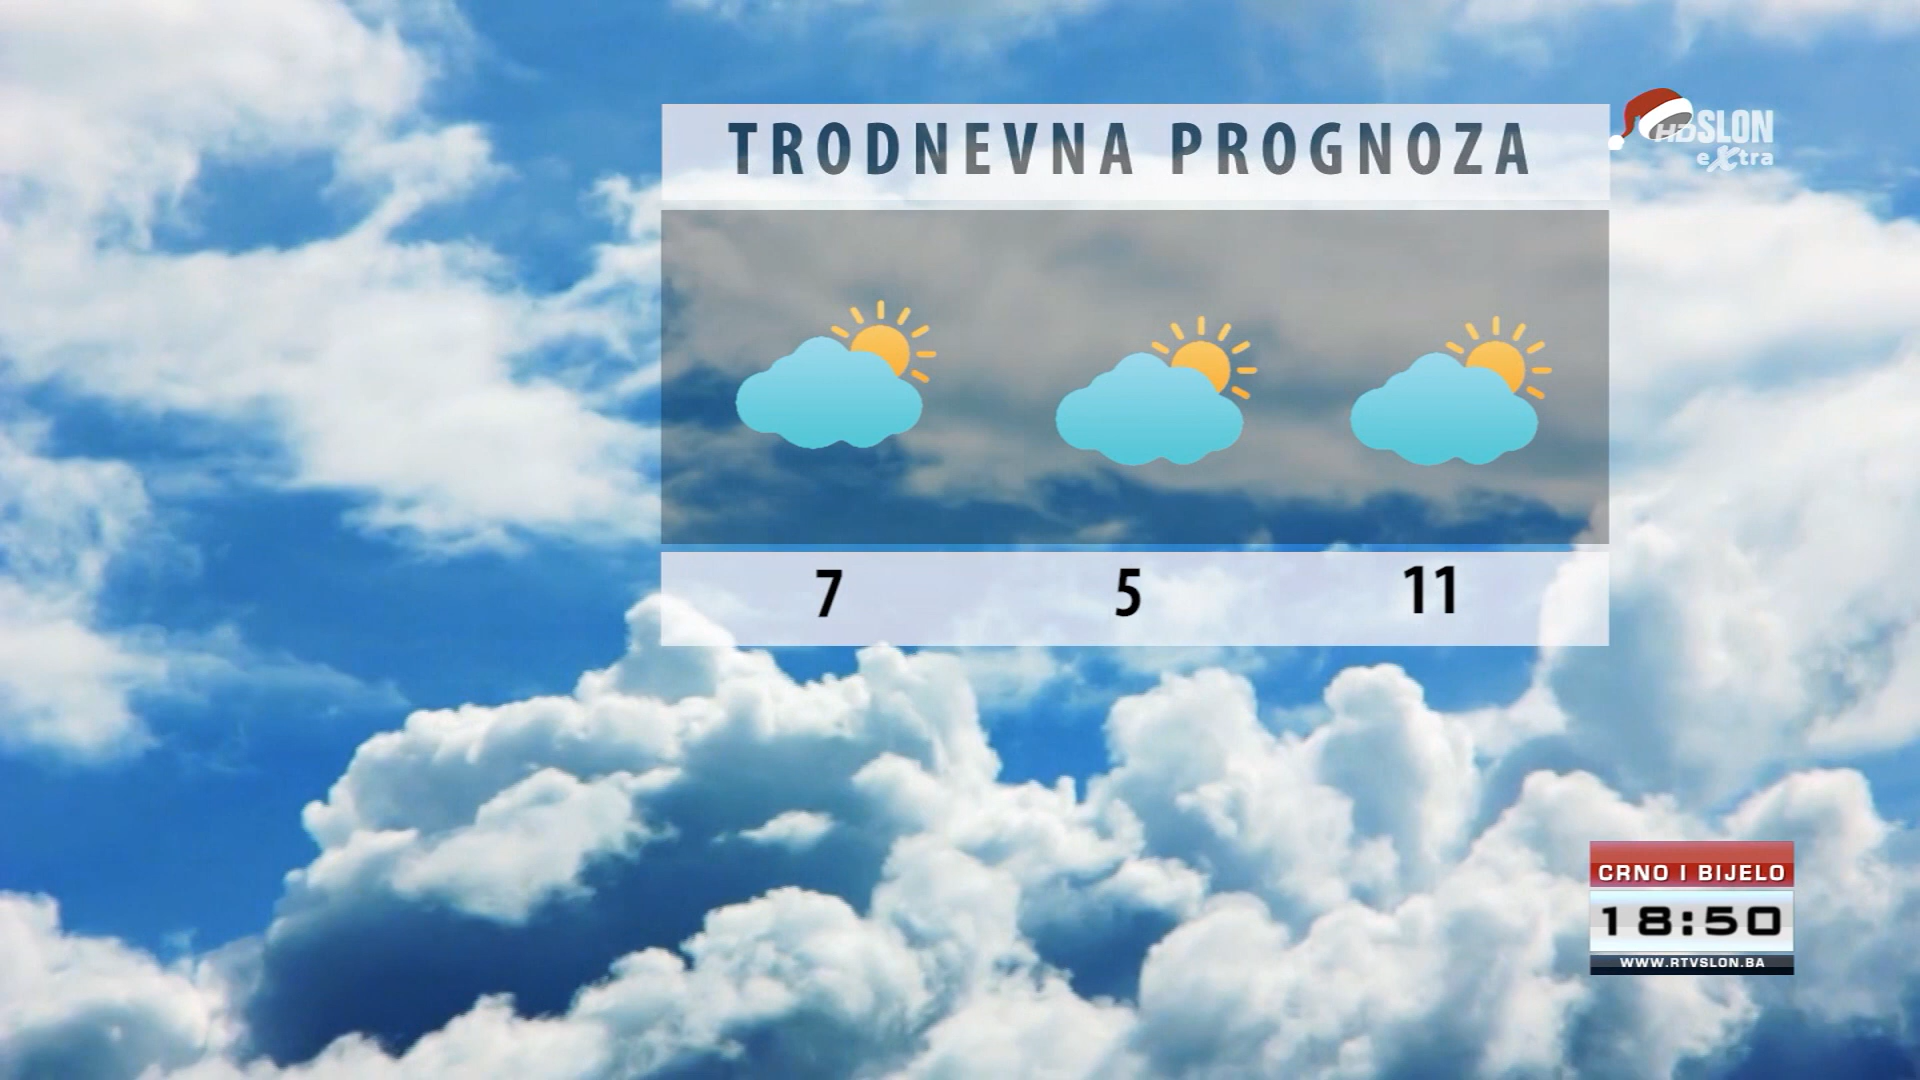 TRODNEVNA PROGNOZA
HD SLON
eXtra
7 5 11
CRNO I BIJELO
18:50
WWW.RTVSLON.BA